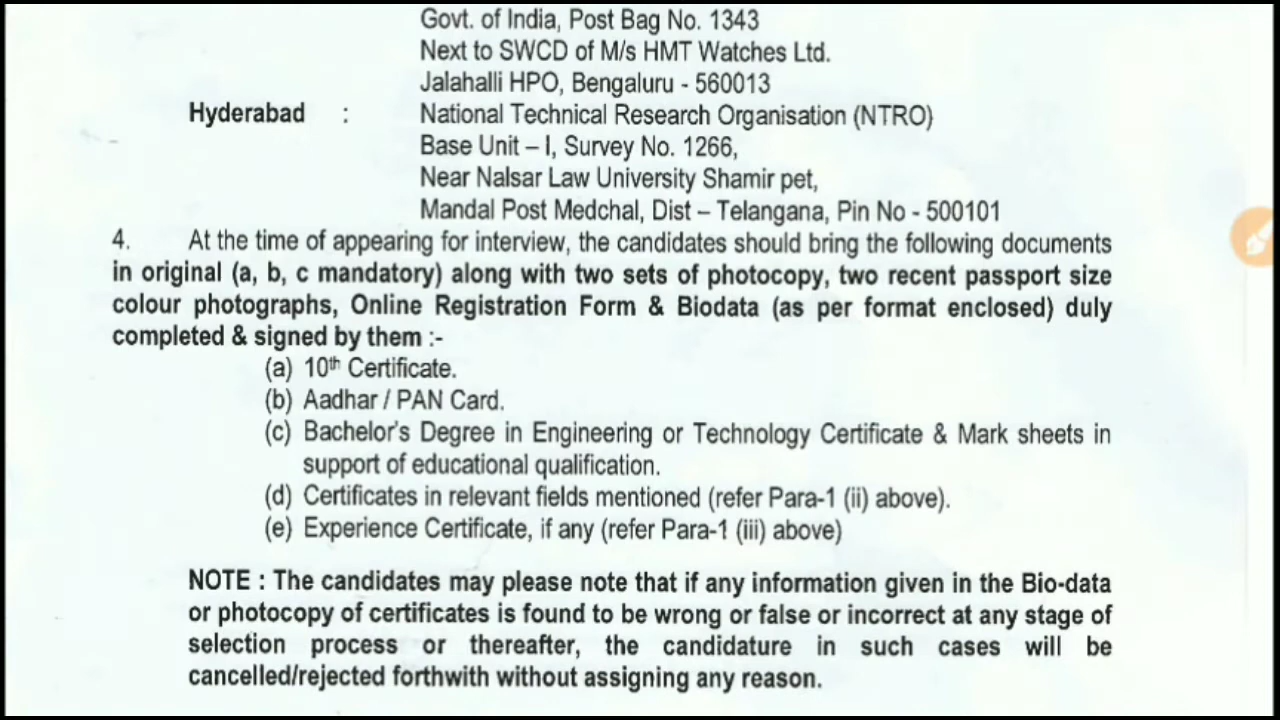 Govt. of India, Post Bag No. 1343
Next to SWCD of M/s HMT Watches Ltd.
Jalahalli HPO, Bengaluru - 560013
Hyderabad : National Technical Research Organisation (NTRO)
Base Unit – I, Survey No. 1266,
Near Nalsar Law University Shamir pet,
Mandal Post Medchal, Dist – Telangana, Pin No - 500101
4. At the time of appearing for interview, the candidates should bring the following documents
in original (a, b, c mandatory) along with two sets of photocopy, two recent passport size
colour photographs, Online Registration Form & Biodata (as per format enclosed) duly
completed & signed by them :-
(a) 10th Certificate.
(b) Aadhar / PAN Card.
(c) Bachelor's Degree in Engineering or Technology Certificate & Mark sheets in
support of educational qualification.
(d) Certificates in relevant fields mentioned (refer Para-1 (ii) above).
(e) Experience Certificate, if any (refer Para-1 (iii) above)
NOTE : The candidates may please note that if any information given in the Bio-data
or photocopy of certificates is found to be wrong or false or incorrect at any stage of
selection process or thereafter, the candidature in such cases will be
cancelled/rejected forthwith without assigning any reason.